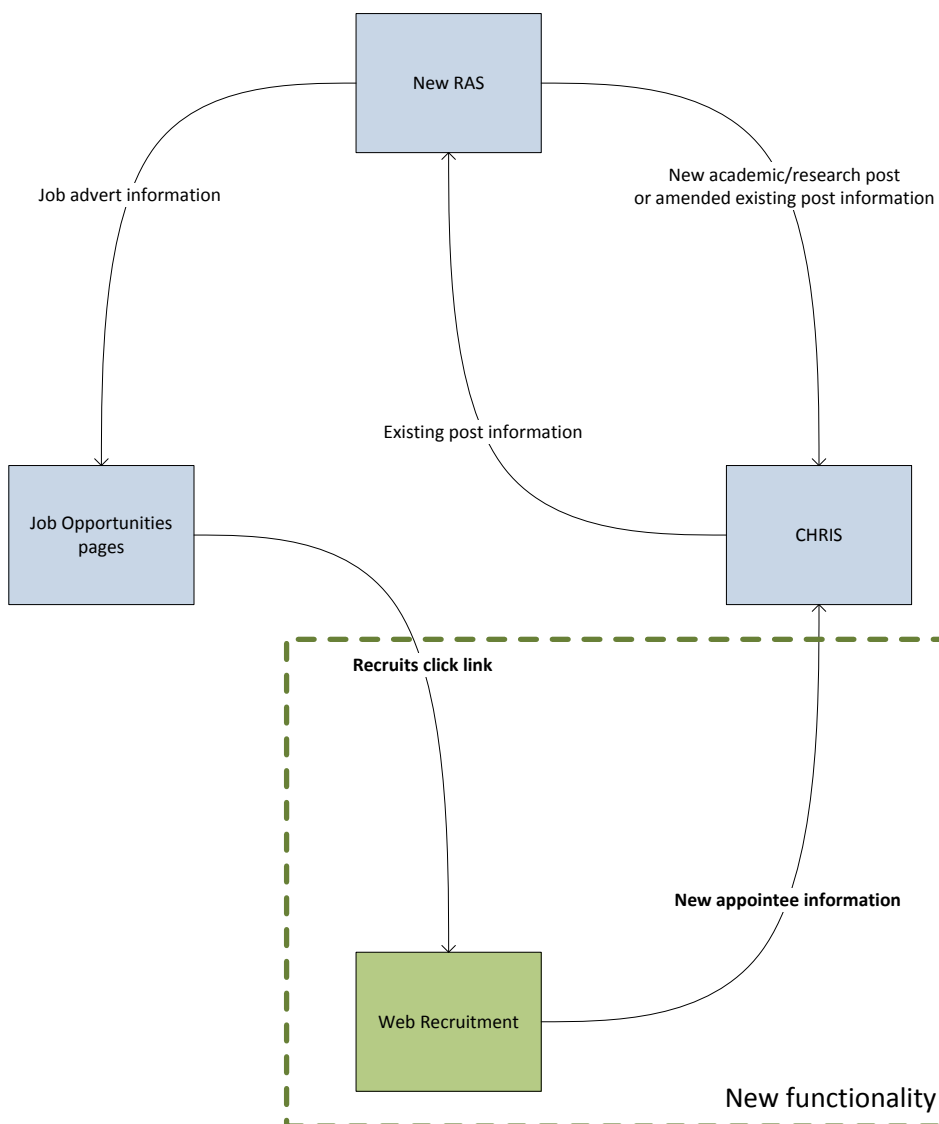 New RAS
Job advert information
New academic/research post
or amended existing post information
Existing post information
Job Opportunities
pages
CHRIS
Recruits click link
New appointee information
Web Recruitment
New functionality